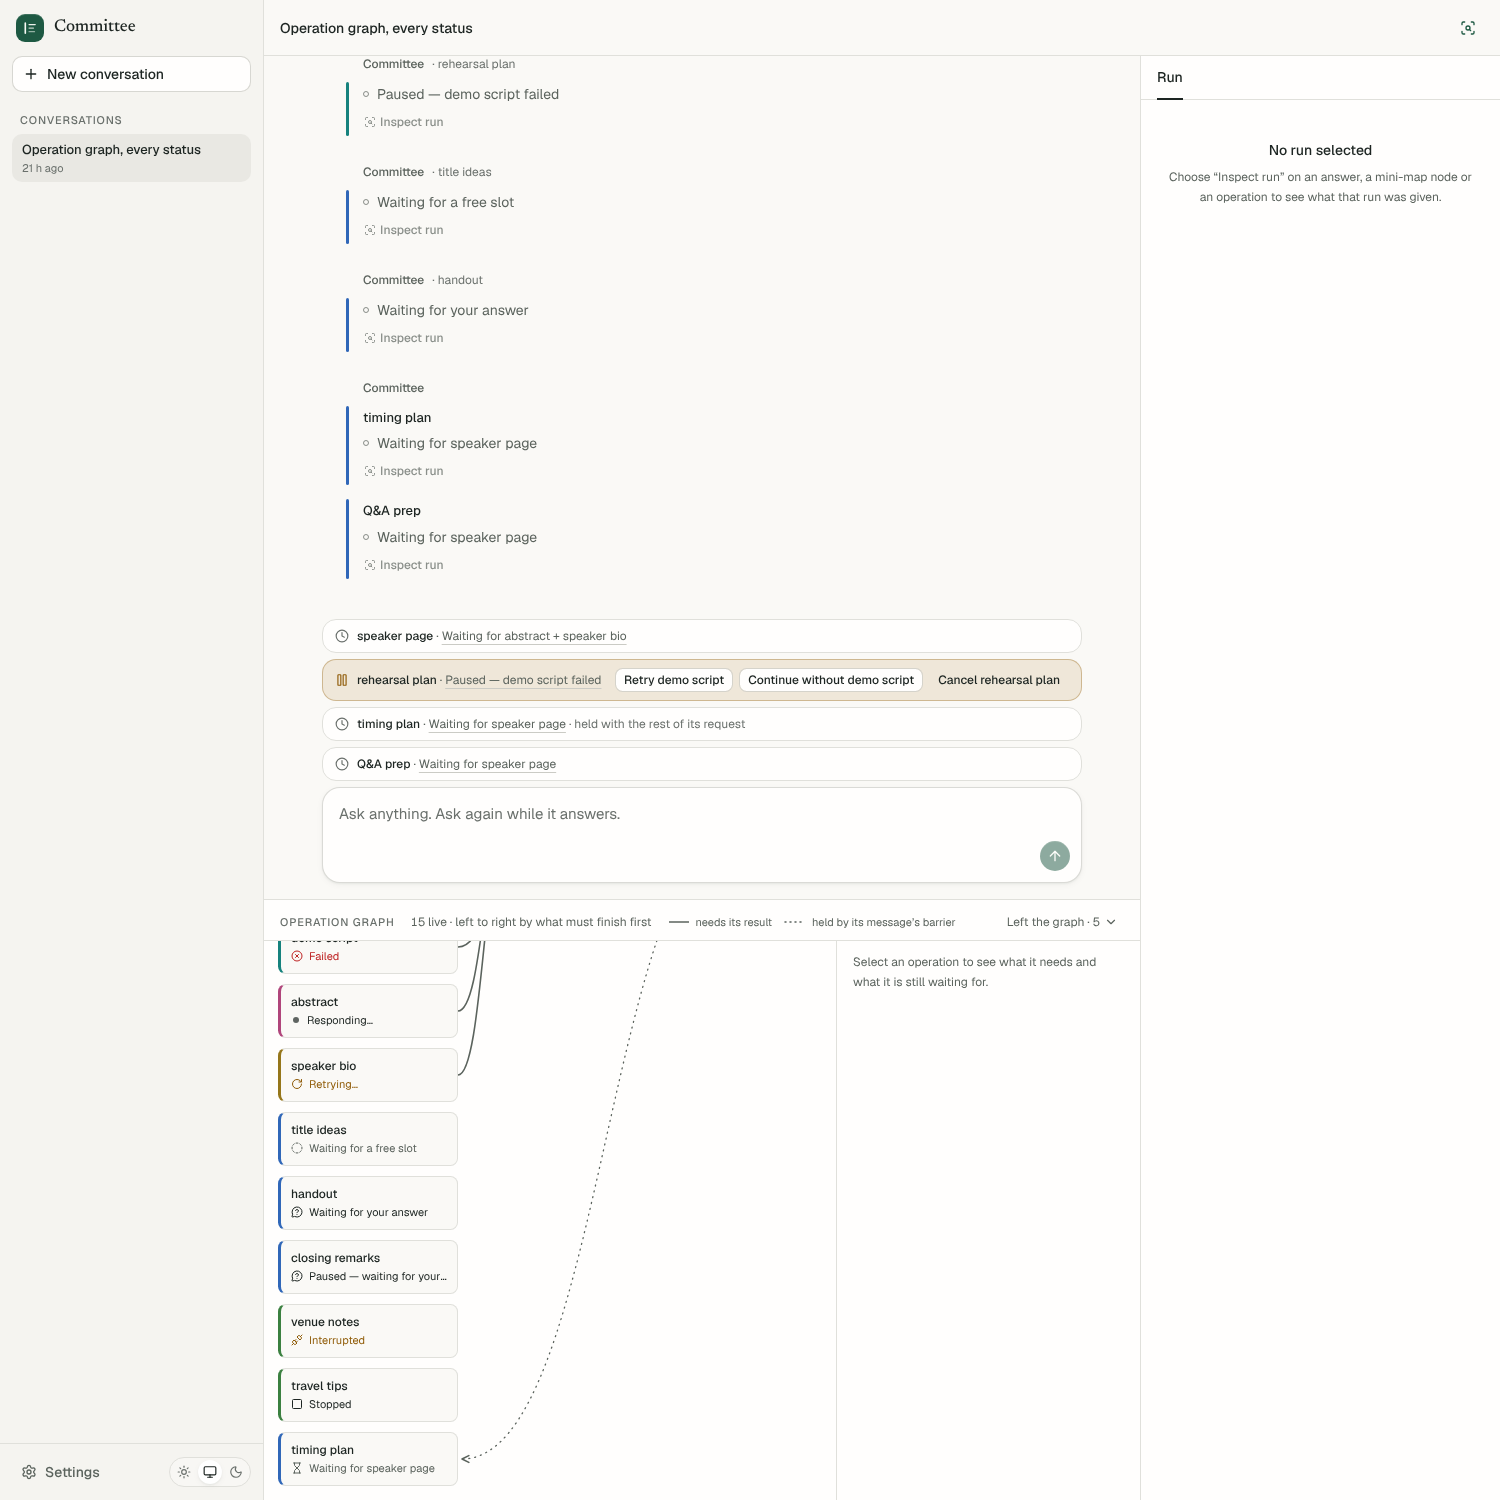 Committee
New conversation
CONVERSATIONS
Operation graph, every status
21 h ago
Settings
Operation graph, every status
Committee · rehearsal plan
Paused — demo script failed
Inspect run
Committee · title ideas
Waiting for a free slot
Inspect run
Committee · handout
Waiting for your answer
Inspect run
Committee
timing plan
Waiting for speaker page
Inspect run
Q&A prep
Waiting for speaker page
Inspect run
speaker page · Waiting for abstract + speaker bio
rehearsal plan · Paused — demo script failed Retry demo script Continue without demo script Cancel rehearsal plan
timing plan · Waiting for speaker page · held with the rest of its request
Q&A prep · Waiting for speaker page
Ask anything. Ask again while it answers.
OPERATION GRAPH 15 live · left to right by what must finish first needs its result held by its message's barrier Left the graph · 5
demo script
Failed
abstract
Responding…
speaker bio
Retrying…
title ideas
Waiting for a free slot
handout
Waiting for your answer
closing remarks
Paused — waiting for your…
venue notes
Interrupted
travel tips
Stopped
timing plan
Waiting for speaker page
Select an operation to see what it needs and
what it is still waiting for.
Run
No run selected
Choose “Inspect run” on an answer, a mini-map node or
an operation to see what that run was given.